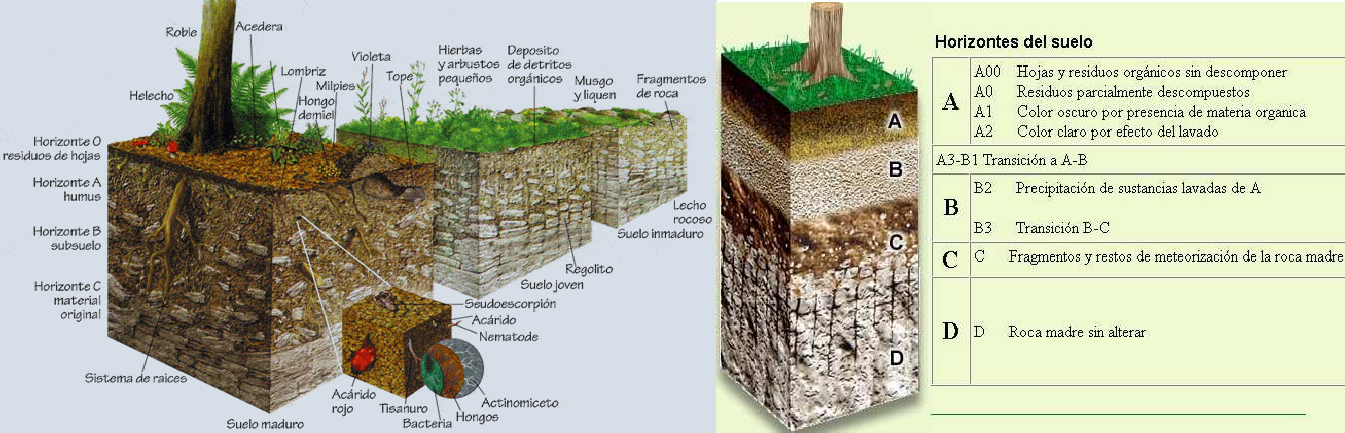 Roble
Acedera
Helecho
Lombriz
Milpies
Hongo
demiel
Violeta
Tope
Hierbas
y arbustos
pequeños
Deposito
de detritos
orgánicos
Musgo
y liquen
Fragmentos
de roca
Horizonte O
residuos de hojas
Horizonte A
humus
Horizonte B
subsuelo
Horizonte C
material
original
Lecho
rocoso
Suelo inmaduro
Regolito
Suelo joven
Seudoescorpión
Acárido
Nematode
Sistema de raices
Acárido
rojo
Tisanuro
Bacteria
Hongos
Actinomiceto
Suelo maduro
A
B
C
D
Horizontes del suelo
A
A00 Hojas y residuos orgánicos sin descomponer
A0 Residuos parcialmente descompuestos
A1 Color oscuro por presencia de materia organica
A2 Color claro por efecto del lavado
A3-B1 Transición a A-B
B
B2 Precipitación de sustancias lavadas de A
B3 Transición B-C
C C Fragmentos y restos de meteorización de la roca madre
D D Roca madre sin alterar